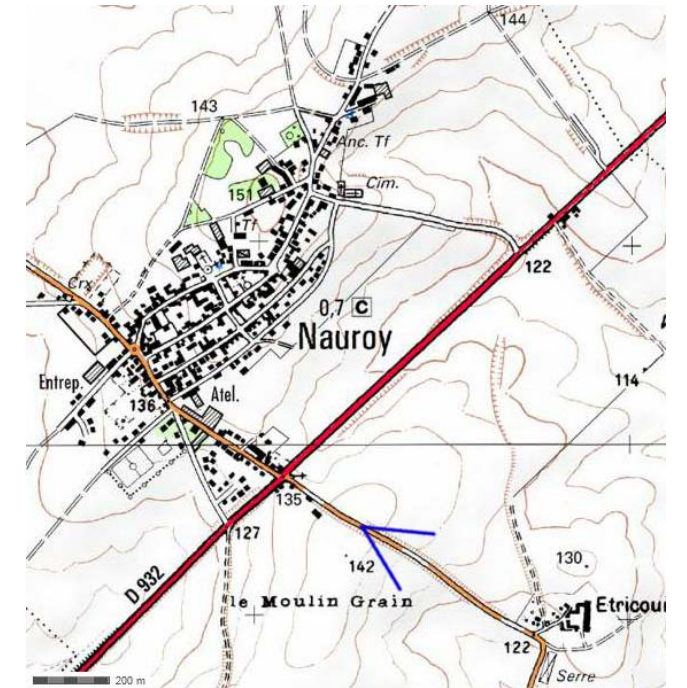 144
143
Anc. Tf
151
Cim.
Tf
122
Crx
0,7 C
Nauroy
114
Entrep.
136
Atel.
135
127
142
130
D 932
le Moulin Grain
Etricou
122
Serre
200 m